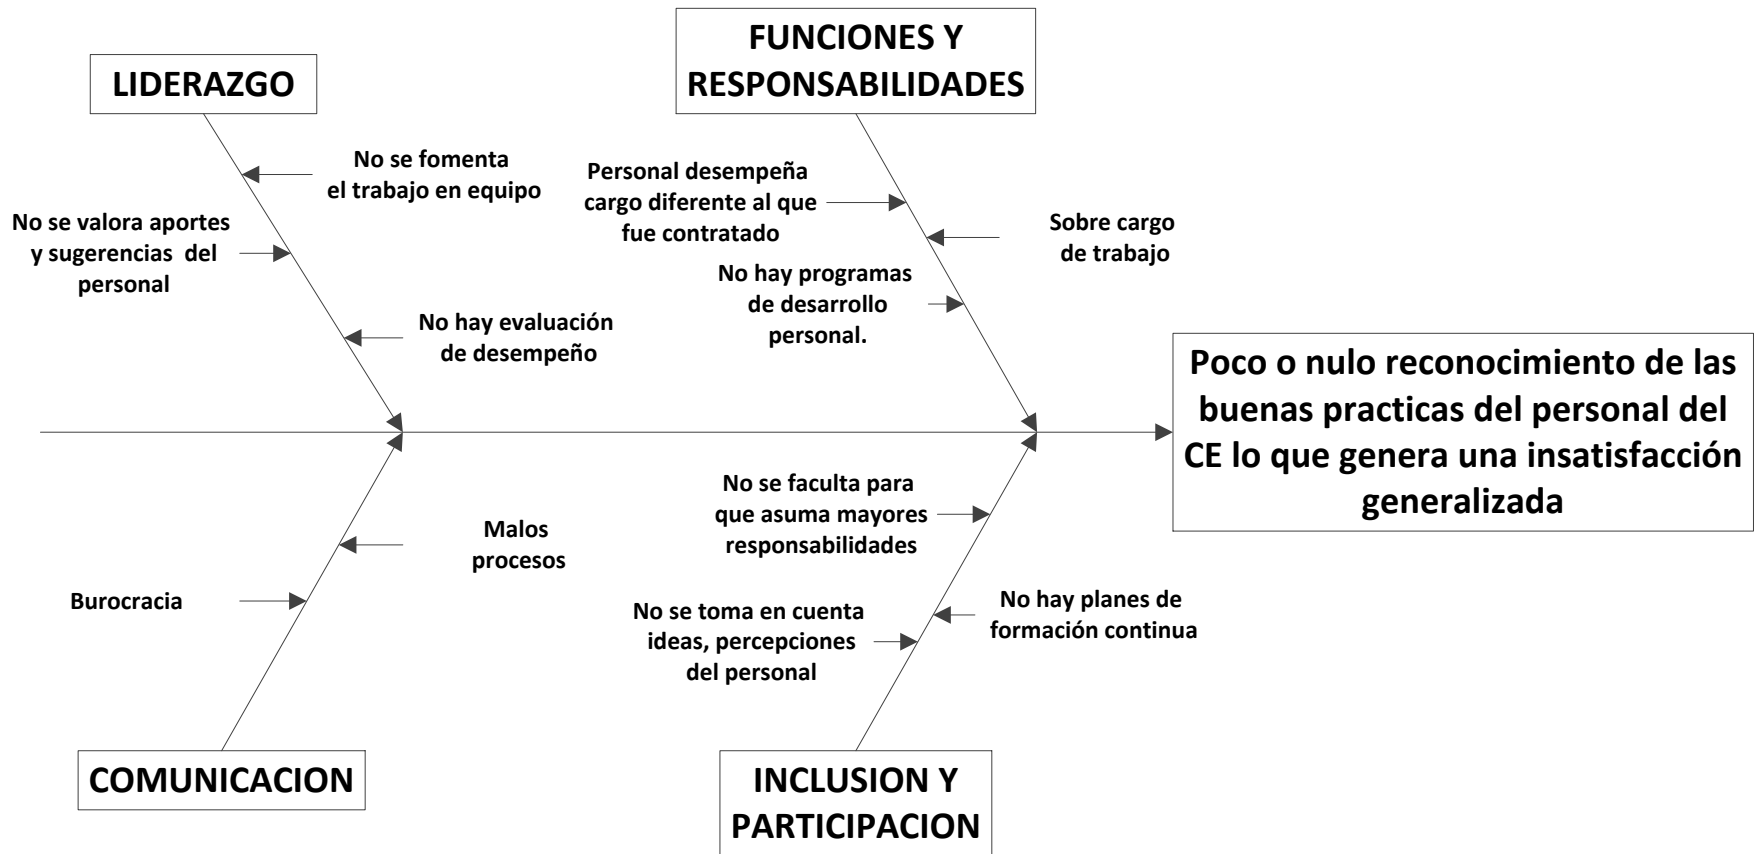 LIDERAZGO
FUNCIONES Y
RESPONSABILIDADES
No se fomenta
el trabajo en equipo
No se valora aportes
y sugerencias  del
personal
No hay evaluación
de desempeño
Personal desempeña
cargo diferente al que
fue contratado
Sobre cargo
de trabajo
No hay programas
de desarrollo
personal.
Poco o nulo reconocimiento de las
buenas practicas del personal del
CE lo que genera una insatisfacción
generalizada
Malos
procesos
Burocracia
No se faculta para
que asuma mayores
responsabilidades
No hay planes de
formación continua
No se toma en cuenta
ideas, percepciones
del personal
COMUNICACION
INCLUSION Y
PARTICIPACION